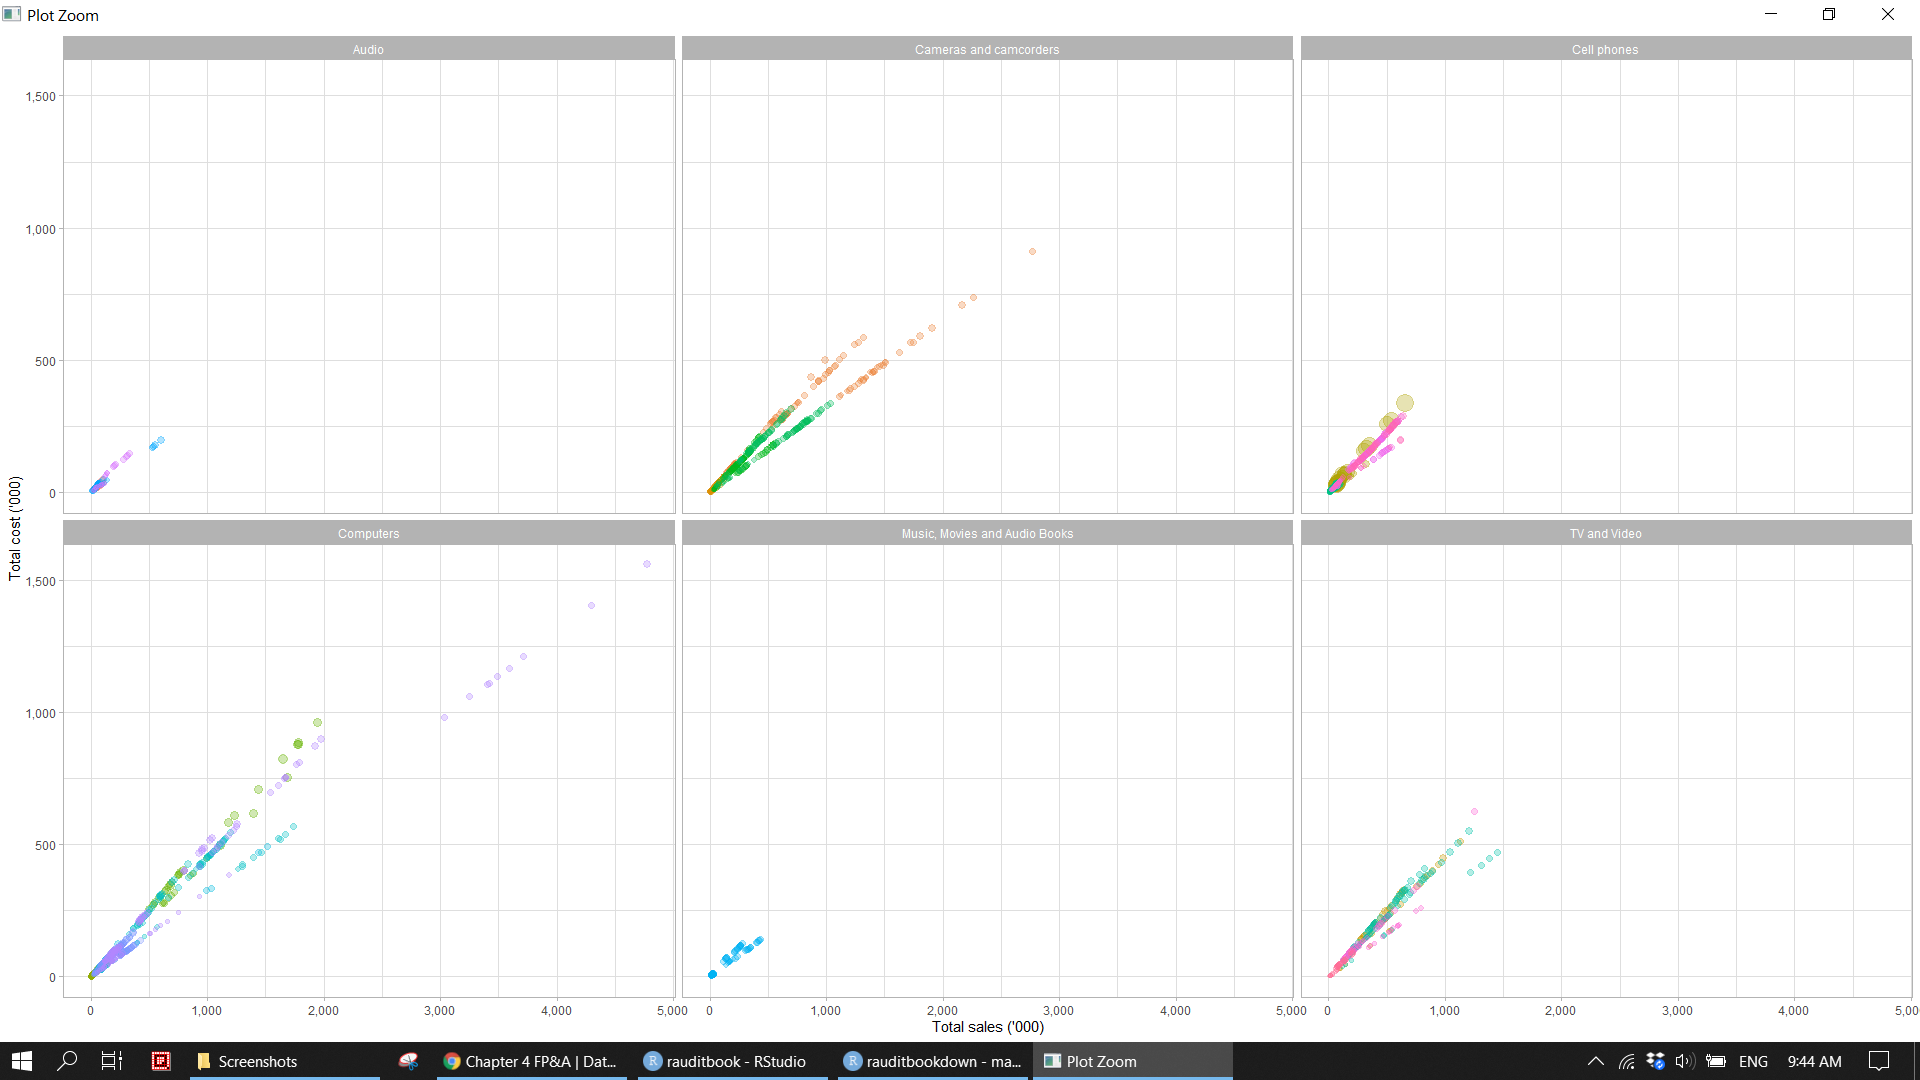 Plot Zoom
Audio
Cameras and camcorders
Cell phones
1,500
1,000
500
0
Total cost ('000)
Computers
Music, Movies and Audio Books
TV and Video
1,500
1,000
500
0
0 1,000 2,000 3,000 4,000 5,000 0 1,000 2,000 3,000 4,000 5,000 0 1,000 2,000 3,000 4,000 5,00
Total sales ('000)
Screenshots
Chapter 4 FP&A | Dat...
R rauditbook - RStudio
R rauditbookdown - ma...
Plot Zoom
ENG
9:44 AM